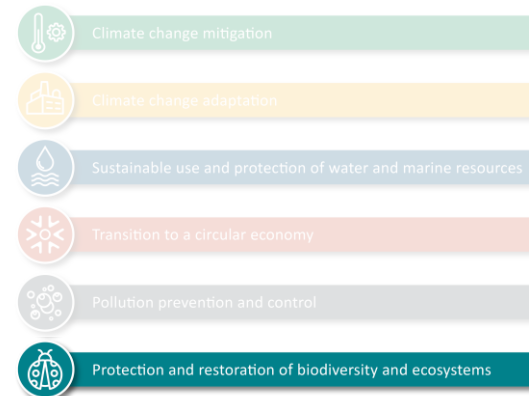 Climate change mitigation
Climate change adaptation
Sustainable use and protection of water and marine resources
Transition to a circular economy
Pollution prevention and control
Protection and restoration of biodiversity and ecosystems